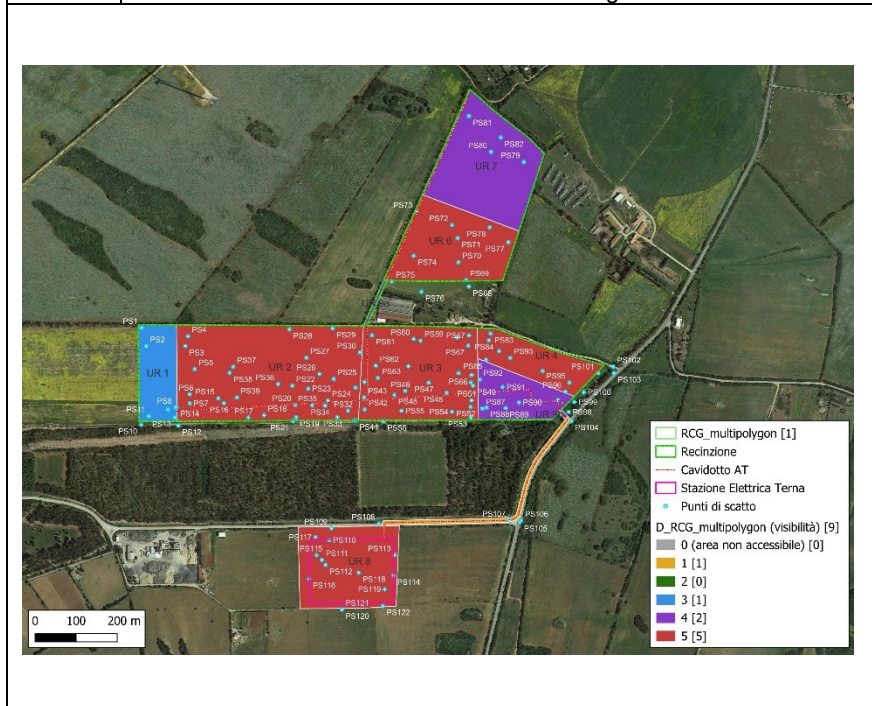 PS81
PS82
PS80
PS79
UR 7
PS73
PS72
PS78
PS71
UR 6
PS77
PS70
PS74
PS75
PS69
PS76
PS68
PS1
PS4
PS28
PS29
PS60
PS59
PS83
PS2
PS3
PS27
PS30
PS61
PS67
PS84
UR 4
PS93
PS101
PS102
PS5
PS37
UR 2
PS26
PS62
UR 3
PS103
UR 1
PS38
PS36
PS22
PS25
PS63
PS85
PS92
PS95
PS6
PS23
PS43
PS46
PS47
PS66
PS91
PS96
PS100
PS15
PS39
PS20
PS24
PS49
PS7
PS35
PS42
PS45
PS48
PS51
PS87
PS90
PS99
PS8
PS16
PS18
PS34
PS32
PS55
PS54
PS52
PS88
PS89
PS98
PS14
PS17
PS10
PS12
PS21
PS19
PS33
PS53
PS104
PS109
PS108
PS107
PS106
PS105
PS117
PS110
PS115
PS111
UR 8
PS113
PS112
PS116
PS118
PS114
PS119
PS121
PS120
PS122
0 100 200 m
RCG_multipolygon [1]
Recinzione
Cavidotto AT
Stazione Elettrica Terna
Punti di scatto
D_RCG_multipolygon (visibilità) [9]
0 (area non accessibile) [0]
1 [1]
2 [0]
3 [1]
4 [2]
5 [5]